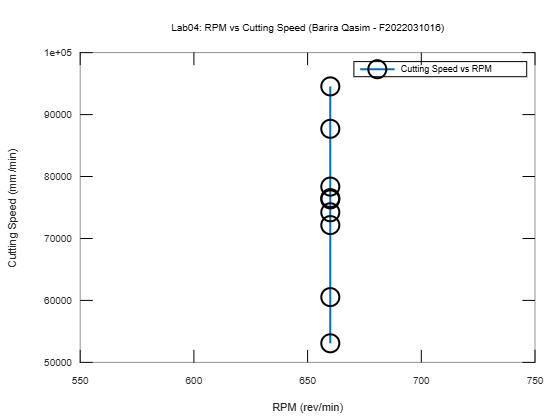 Lab04: RPM vs Cutting Speed (Barira Qasim - F2022031016)
1e+05
Cutting Speed vs RPM
90000
80000
70000
60000
50000
Cutting Speed (mm/min)
550 600 650 700 750
RPM (rev/min)